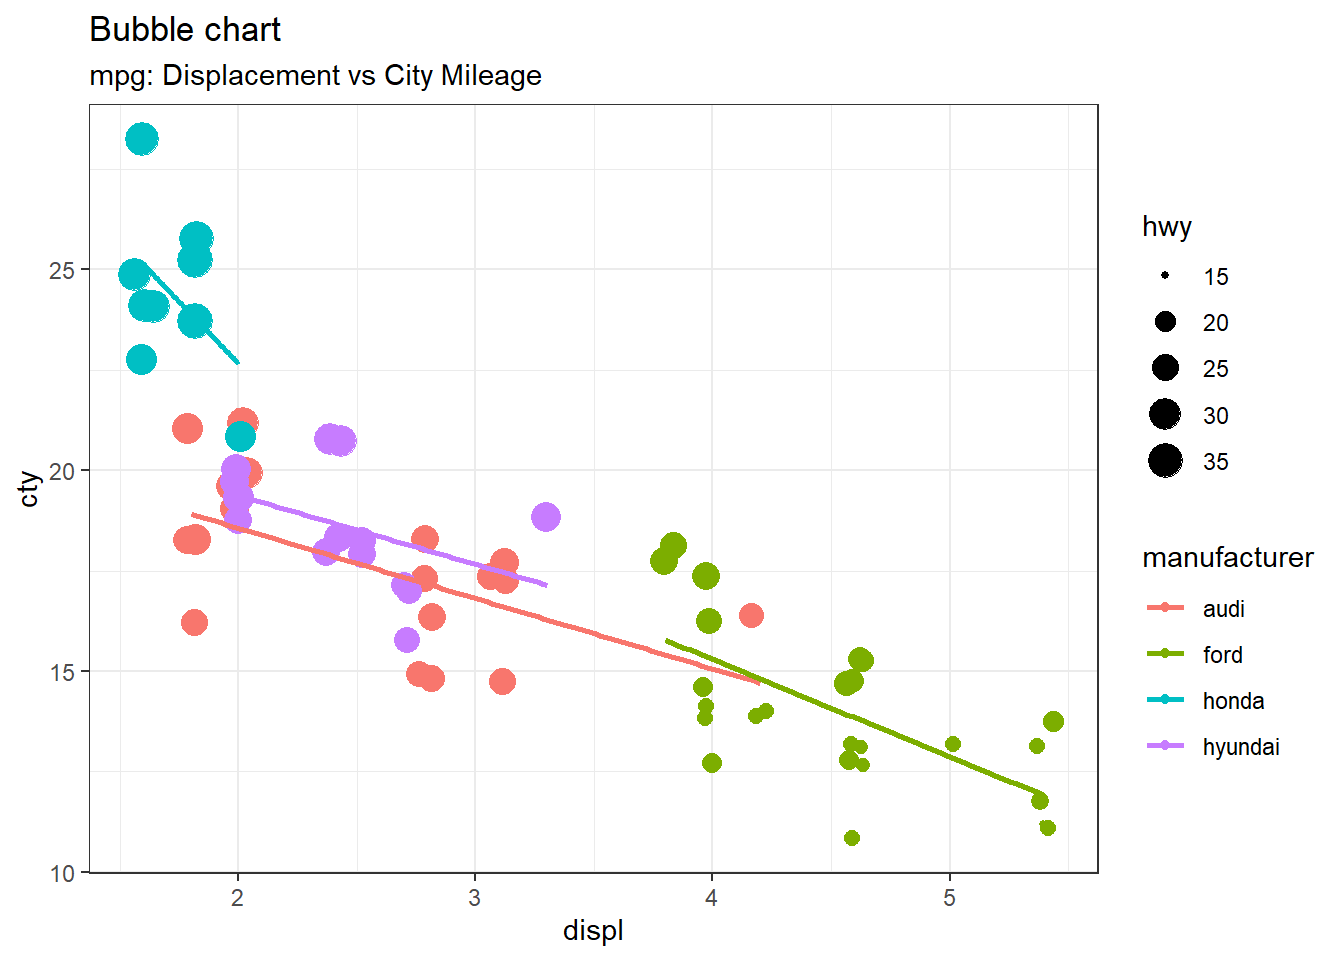 Bubble chart
mpg: Displacement vs City Mileage
25
20
15
10
cty
2 3 4 5
displ
hwy
15
20
25
30
35
manufacturer
audi
ford
honda
hyundai